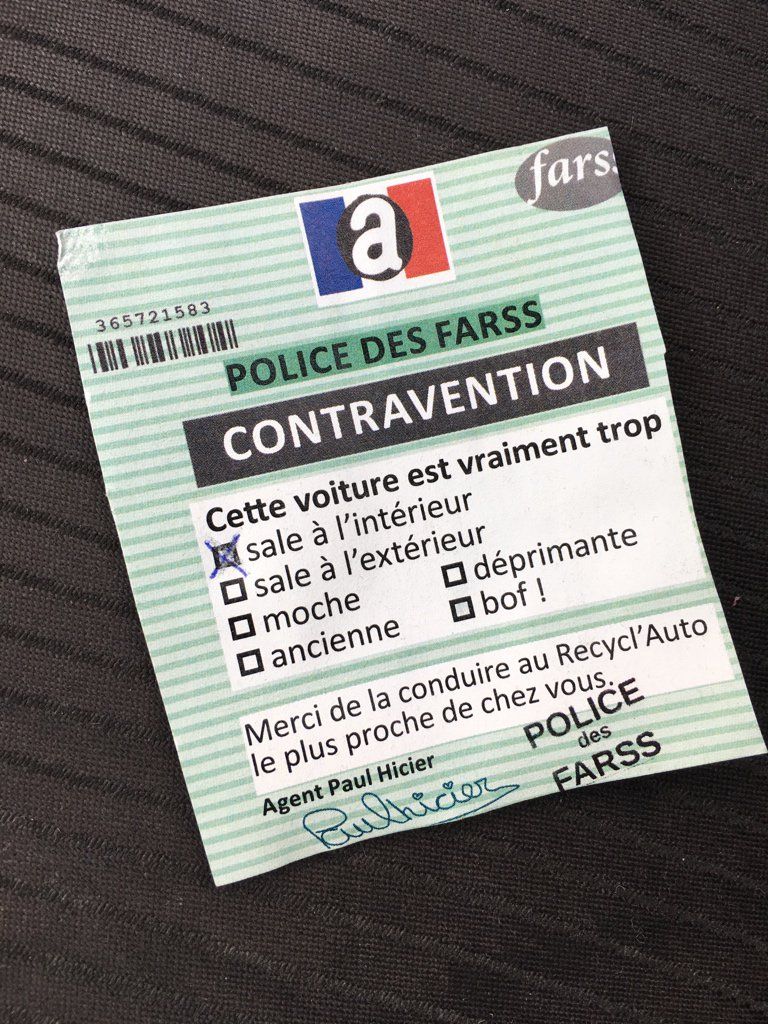 farss
a
365721583
POLICE DES FARSS
CONTRAVENTION
Cette voiture est vraiment trop
sale à l'intérieur
sale à l'extérieur
moche
déprimante
ancienne
bof !
Merci de la conduire au Recycl'Auto
le plus proche de chez vous.
Agent Paul Hicier
Paulhicier
POLICE
des
FARSS